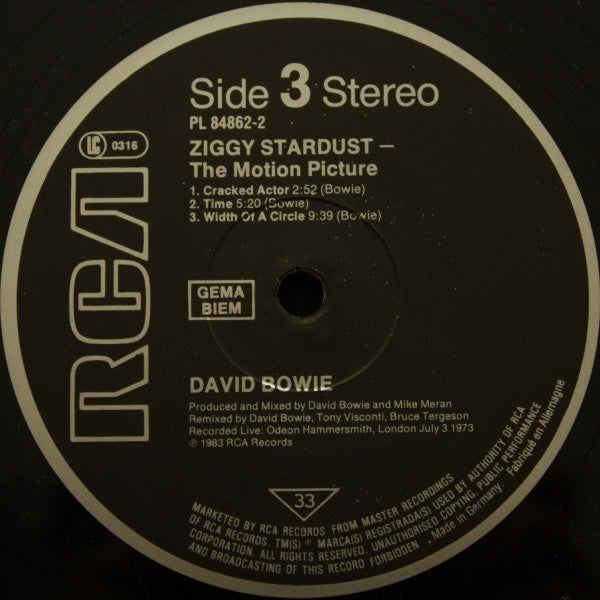 Side 3 Stereo
PL 84862-2
LC 0316
ZIGGY STARDUST —
The Motion Picture
1. Cracked Actor 2:52 (Bowie)
2. Time 5:20 (Bowie)
3. Width Of A Circle 9:39 (Bowie)
RCA
GEMA
BIEM
DAVID BOWIE
Produced and Mixed by David Bowie and Mike Meran
Remixed by David Bowie, Tony Visconti, Bruce Tergeson
Recorded Live: Odeon Hammersmith, London July 3 1973
℗ 1983 RCA Records
33
MARKETED BY RCA RECORDS FROM MASTER RECORDINGS
OF RCA RECORDS. TM(S) ® MARCA(S) REGISTRADA(S) USED BY AUTHORITY OF RCA
CORPORATION. ALL RIGHTS RESERVED. UNAUTHORISED COPYING, PUBLIC PERFORMANCE
AND BROADCASTING OF THIS RECORD FORBIDDEN. • Made in Germany. Fabriqué en Allemagne